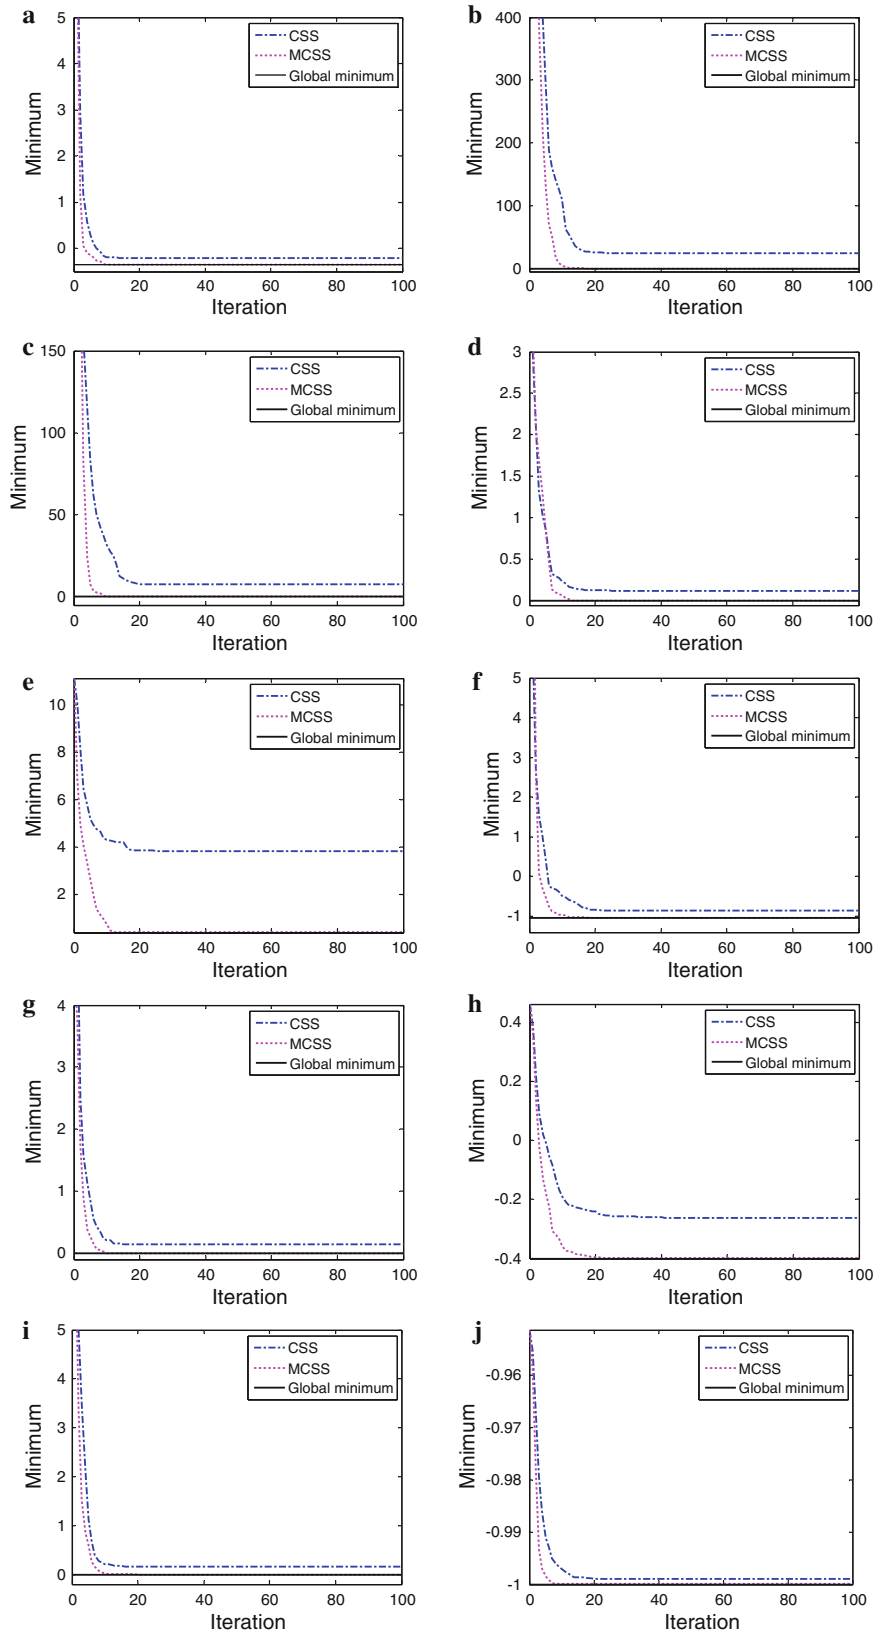 a
5
4
3
2
1
0
Minimum
CSS
MCSS
Global minimum
0 20 40 60 80 100
Iteration
b
400
300
200
100
0
Minimum
CSS
MCSS
Global minimum
0 20 40 60 80 100
Iteration
c
150
100
50
0
Minimum
CSS
MCSS
Global minimum
0 20 40 60 80 100
Iteration
d
3
2.5
2
1.5
1
0.5
0
Minimum
CSS
MCSS
Global minimum
0 20 40 60 80 100
Iteration
e
10
8
6
4
2
Minimum
CSS
MCSS
Global minimum
0 20 40 60 80 100
Iteration
f
5
4
3
2
1
0
-1
Minimum
CSS
MCSS
Global minimum
0 20 40 60 80 100
Iteration
g
4
3
2
1
0
Minimum
CSS
MCSS
Global minimum
0 20 40 60 80 100
Iteration
h
0.4
0.2
0
-0.2
-0.4
Minimum
CSS
MCSS
Global minimum
0 20 40 60 80 100
Iteration
i
5
4
3
2
1
0
Minimum
CSS
MCSS
Global minimum
0 20 40 60 80 100
Iteration
j
-0.96
-0.97
-0.98
-0.99
-1
Minimum
CSS
MCSS
Global minimum
0 20 40 60 80 100
Iteration